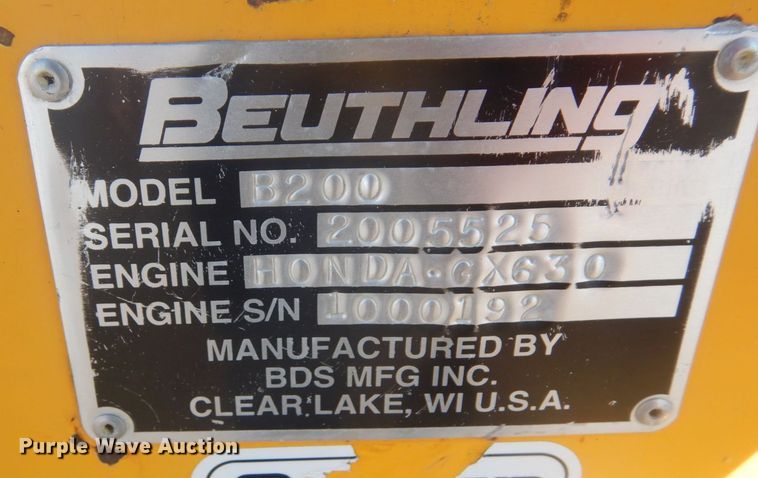 BEUTHLING
MODEL B200
SERIAL NO. 2005525
ENGINE HONDA-GX630
ENGINE S/N 1000192
MANUFACTURED BY
BDS MFG INC.
CLEAR LAKE, WI U.S.A.
Purple Wave Auction